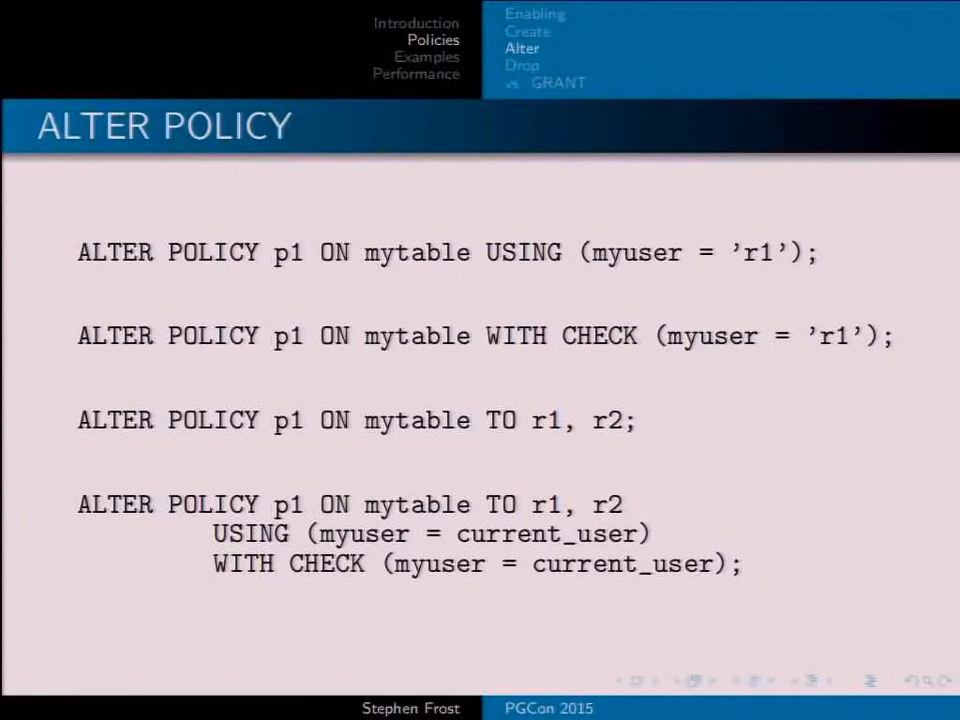 Introduction
Policies
Examples
Performance
Enabling
Create
Alter
Drop
vs. GRANT
ALTER POLICY
ALTER POLICY p1 ON mytable USING (myuser = ’r1’);
ALTER POLICY p1 ON mytable WITH CHECK (myuser = ’r1’);
ALTER POLICY p1 ON mytable TO r1, r2;
ALTER POLICY p1 ON mytable TO r1, r2
USING (myuser = current_user)
WITH CHECK (myuser = current_user);
Stephen Frost
PGCon 2015